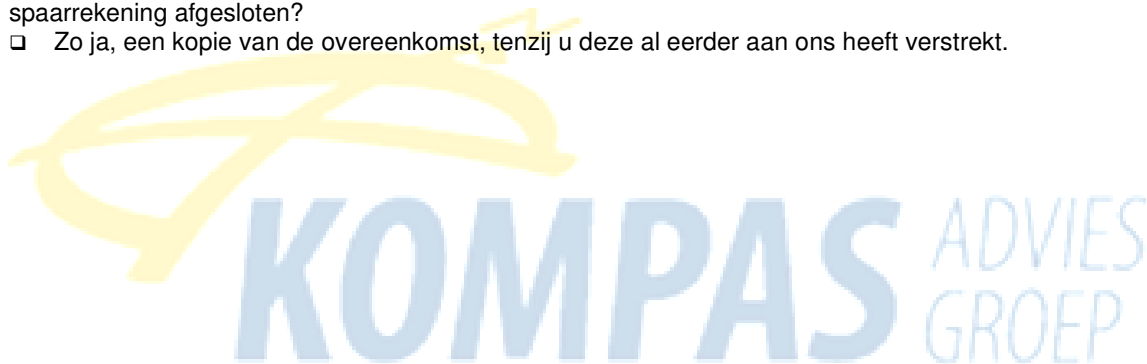 spaarrekening afgesloten?
❑ Zo ja, een kopie van de overeenkomst, tenzij u deze al eerder aan ons heeft verstrekt.
KOMPAS ADVIES
GROEP